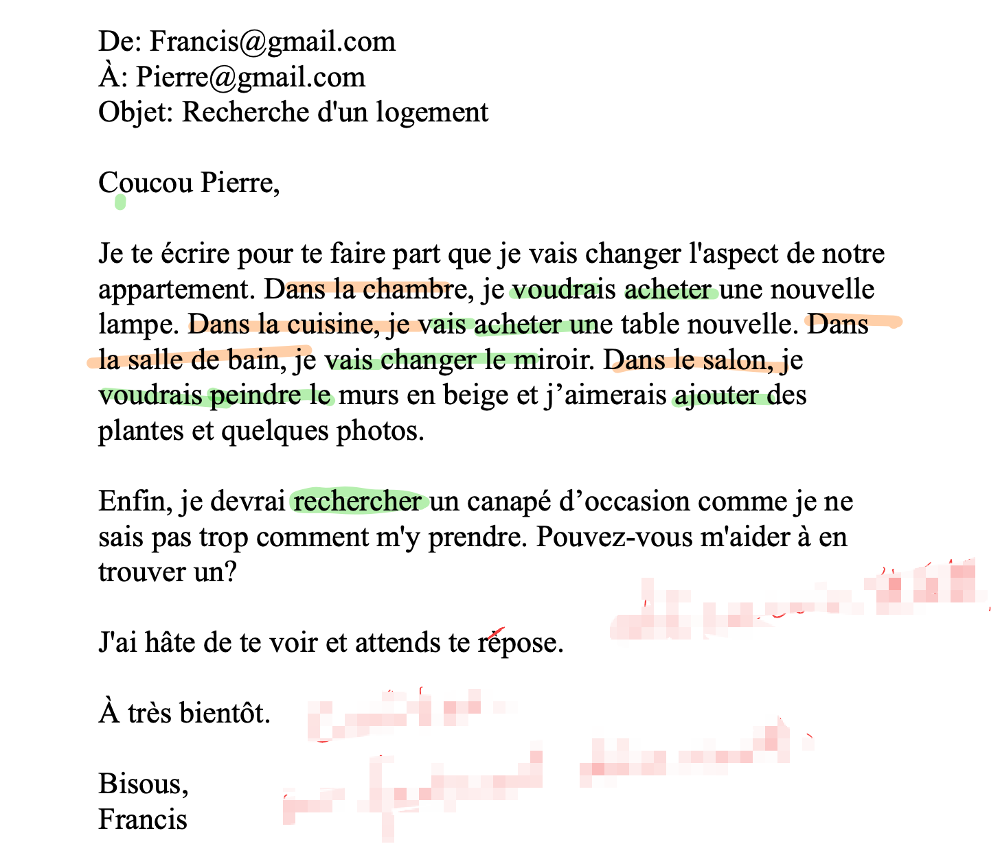 De: Francis@gmail.com
À: Pierre@gmail.com
Objet: Recherche d'un logement
Coucou Pierre,
Je te écrire pour te faire part que je vais changer l'aspect de notre
appartement. Dans la chambre, je voudrais acheter une nouvelle
lampe. Dans la cuisine, je vais acheter une table nouvelle. Dans
la salle de bain, je vais changer le miroir. Dans le salon, je
voudrais peindre le murs en beige et j’aimerais ajouter des
plantes et quelques photos.
Enfin, je devrai rechercher un canapé d’occasion comme je ne
sais pas trop comment m'y prendre. Pouvez-vous m'aider à en
trouver un?
J'ai hâte de te voir et attends te répose.
À très bientôt.
Bisous,
Francis